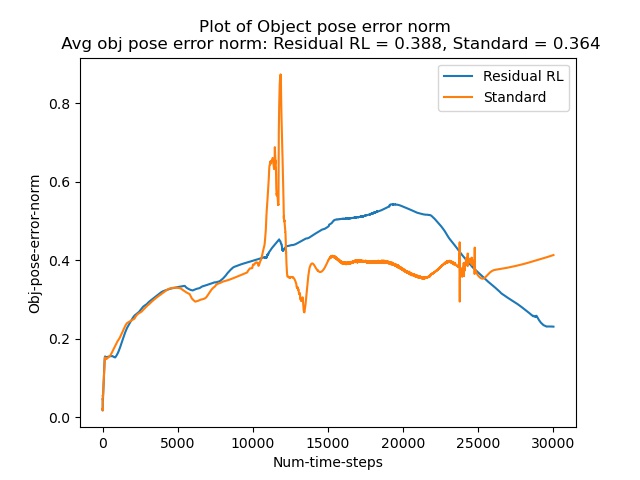 Plot of Object pose error norm
Avg obj pose error norm: Residual RL = 0.388, Standard = 0.364
Residual RL
Standard
Obj-pose-error-norm
0.8
0.6
0.4
0.2
0.0
0 5000 10000 15000 20000 25000 30000
Num-time-steps